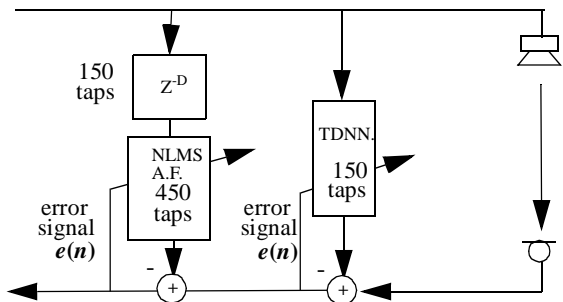 150
taps
Z-D
TDNN.
NLMS
A.F.
450
taps
150
taps
error
signal
e(n)
error
signal
e(n)
-
+
-
+